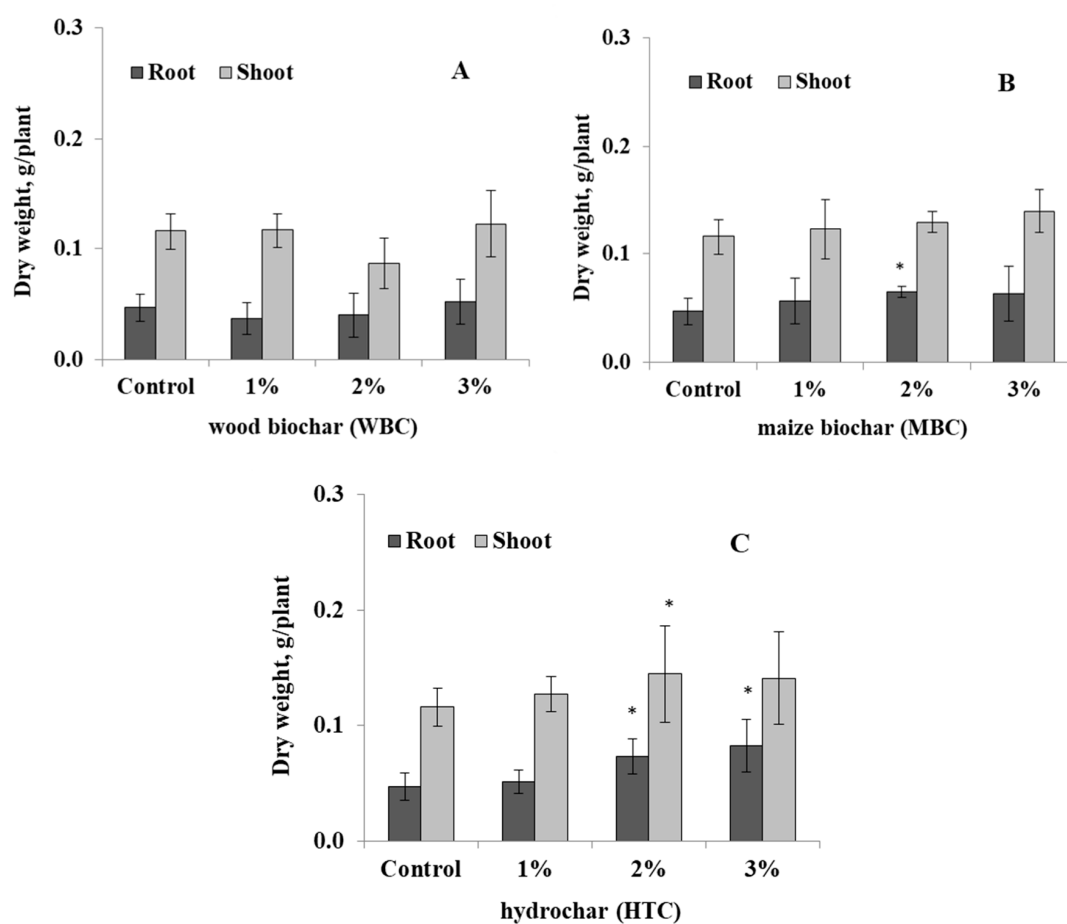 0.3
Root Shoot A
0.2
0.1
0.0
Dry weight, g/plant
Control 1% 2% 3%
wood biochar (WBC)
0.3
Root Shoot B
0.2
0.1
0.0
Dry weight, g/plant
*
Control 1% 2% 3%
maize biochar (MBC)
0.3
Root Shoot C
0.2
0.1
0.0
Dry weight, g/plant
* * *
Control 1% 2% 3%
hydrochar (HTC)